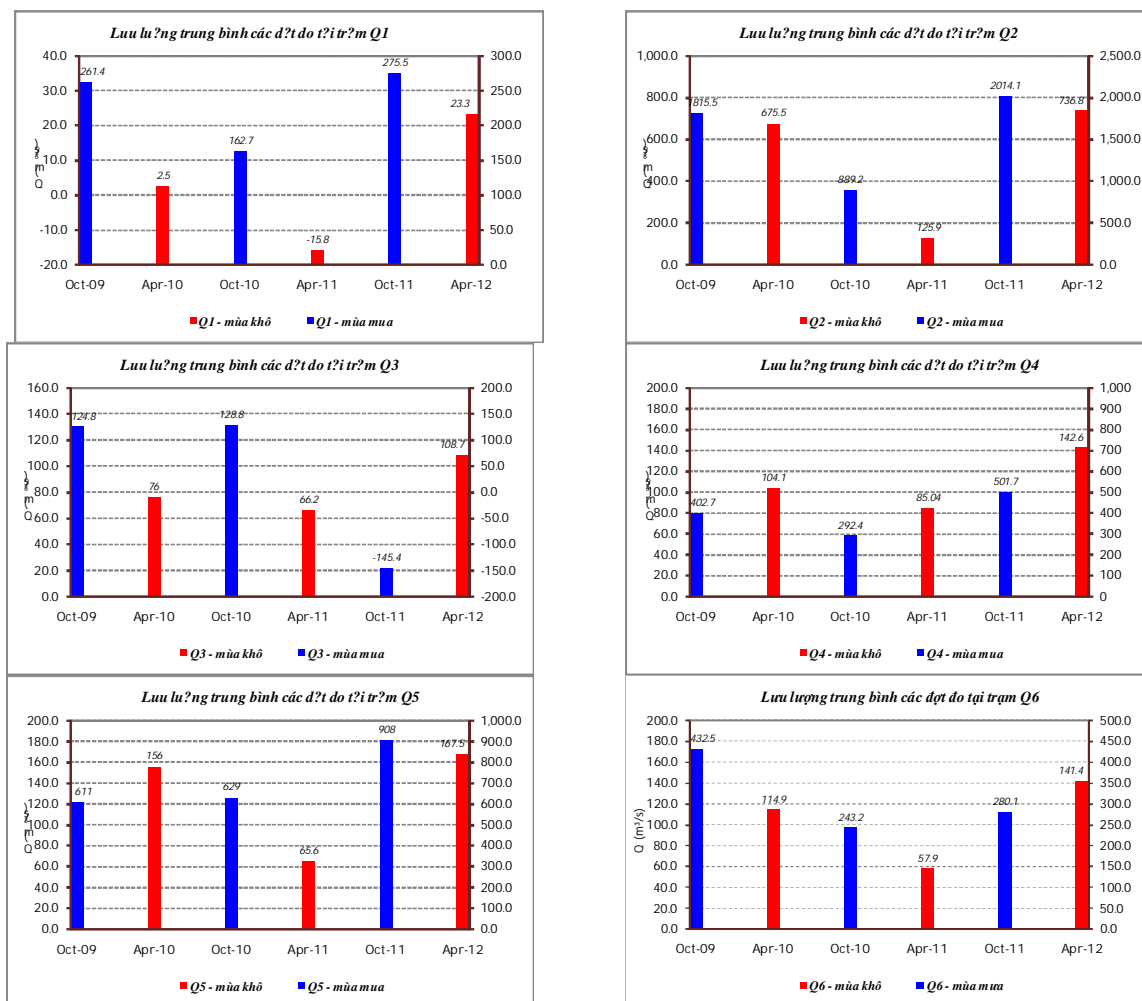 Luu lu?ng trung bình các d?t do t?i tr?m Q1
40.0 30.0 20.0 10.0 0.0 -10.0 -20.0
300.0 250.0 200.0 150.0 100.0 50.0 0.0
261.4 2.5 162.7 -15.8 275.5 23.3
Oct-09 Apr-10 Oct-10 Apr-11 Oct-11 Apr-12
Q1 - mùa khô Q1 - mùa mua
Luu lu?ng trung bình các d?t do t?i tr?m Q2
1,000.0 800.0 600.0 400.0 200.0 0.0
2,500.0 2,000.0 1,500.0 1,000.0 500.0 0.0
1815.5 675.5 889.2 125.9 2014.1 736.8
Oct-09 Apr-10 Oct-10 Apr-11 Oct-11 Apr-12
Q2 - mùa khô Q2 - mùa mua
Luu lu?ng trung bình các d?t do t?i tr?m Q3
160.0 140.0 120.0 100.0 80.0 60.0 40.0 20.0 0.0
200.0 150.0 100.0 50.0 0.0 -50.0 -100.0 -150.0 -200.0
124.8 76 128.8 66.2 -145.4 108.7
Oct-09 Apr-10 Oct-10 Apr-11 Oct-11 Apr-12
Q3 - mùa khô Q3 - mùa mua
Luu lu?ng trung bình các d?t do t?i tr?m Q4
200.0 180.0 160.0 140.0 120.0 100.0 80.0 60.0 40.0 20.0 0.0
1,000 900 800 700 600 500 400 300 200 100 0
402.7 104.1 292.4 85.04 501.7 142.6
Oct-09 Apr-10 Oct-10 Apr-11 Oct-11 Apr-12
Q4 - mùa khô Q4 - mùa mua
Luu lu?ng trung bình các d?t do t?i tr?m Q5
200.0 180.0 160.0 140.0 120.0 100.0 80.0 60.0 40.0 20.0 0.0
1,000.0 900.0 800.0 700.0 600.0 500.0 400.0 300.0 200.0 100.0 0.0
611 156 629 65.6 908 167.5
Oct-09 Apr-10 Oct-10 Apr-11 Oct-11 Apr-12
Q5 - mùa khô Q5 - mùa mua
Lưu lượng trung bình các đợt đo tại trạm Q6
Q (m³/s)
200.0 180.0 160.0 140.0 120.0 100.0 80.0 60.0 40.0 20.0 0.0
500.0 450.0 400.0 350.0 300.0 250.0 200.0 150.0 100.0 50.0 0.0
432.5 114.9 243.2 57.9 280.1 141.4
Oct-09 Apr-10 Oct-10 Apr-11 Oct-11 Apr-12
Q6 - mùa khô Q6 - mùa mưa